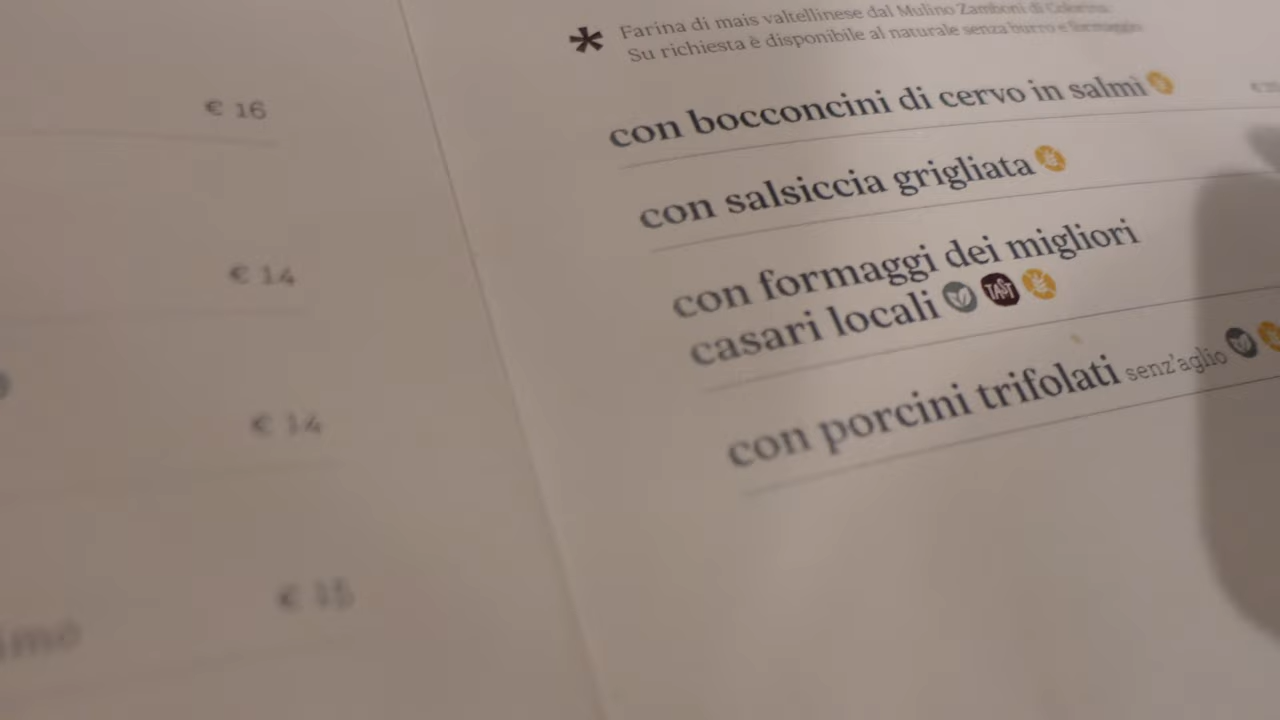 € 16
€ 14
€ 14
€ 15
* Farina di mais valtellinese dal Mulino Zamboni di
Su richiesta è disponibile al naturale senza burro e formaggio
con bocconcini di cervo in salmì
con salsiccia grigliata
con formaggi dei migliori
casari locali TAST
con porcini trifolati senz'aglio